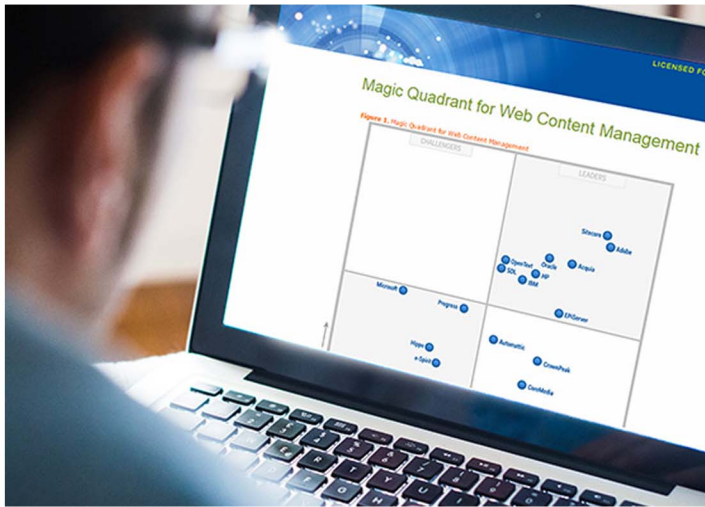 LICENSED FO
Magic Quadrant for Web Content Management
Figure 1. Magic Quadrant for Web Content Management
CHALLENGERS
LEADERS
Sitecore
Adobe
Oracle
Acquia
OpenText
SDL
HP
IBM
Microsoft
Progress
EPiServer
Hippo
Automattic
e-Spirit
CrownPeak
CoreMedia